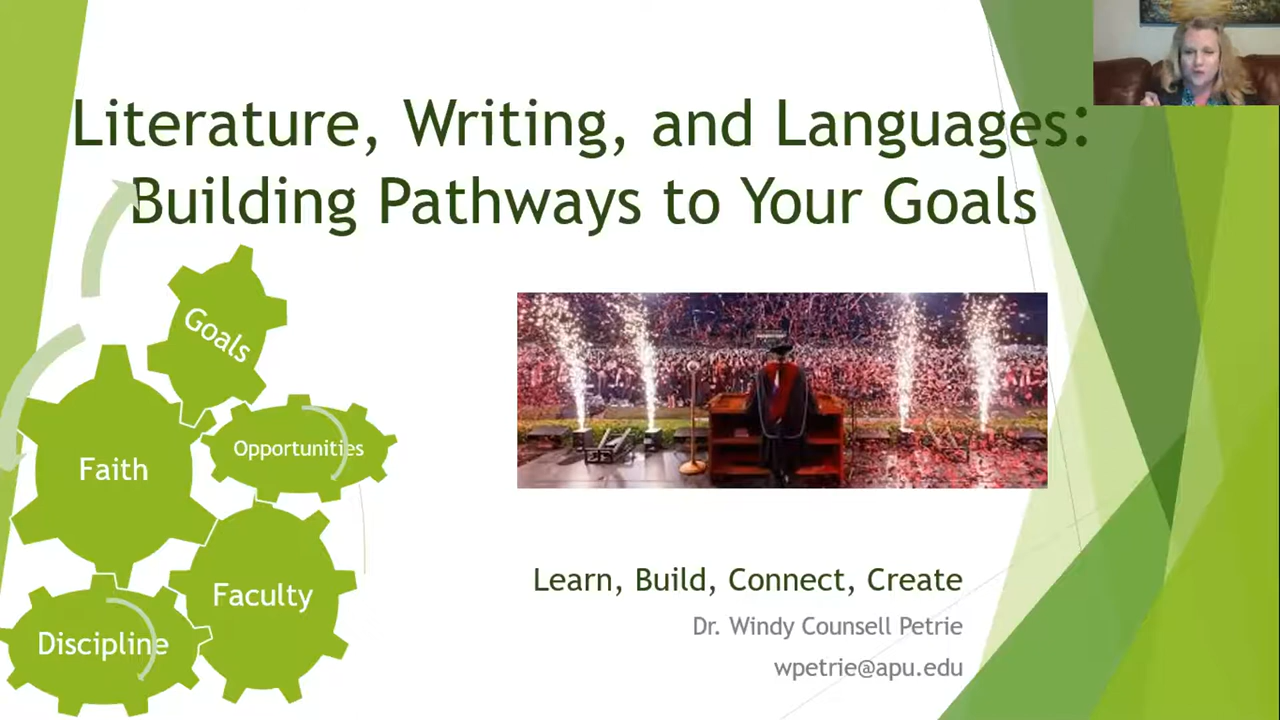 Literature, Writing, and Languages:
Building Pathways to Your Goals
Goals
Opportunities
Faith
Faculty
Discipline
Learn, Build, Connect, Create
Dr. Windy Counsell Petrie
wpetrie@apu.edu